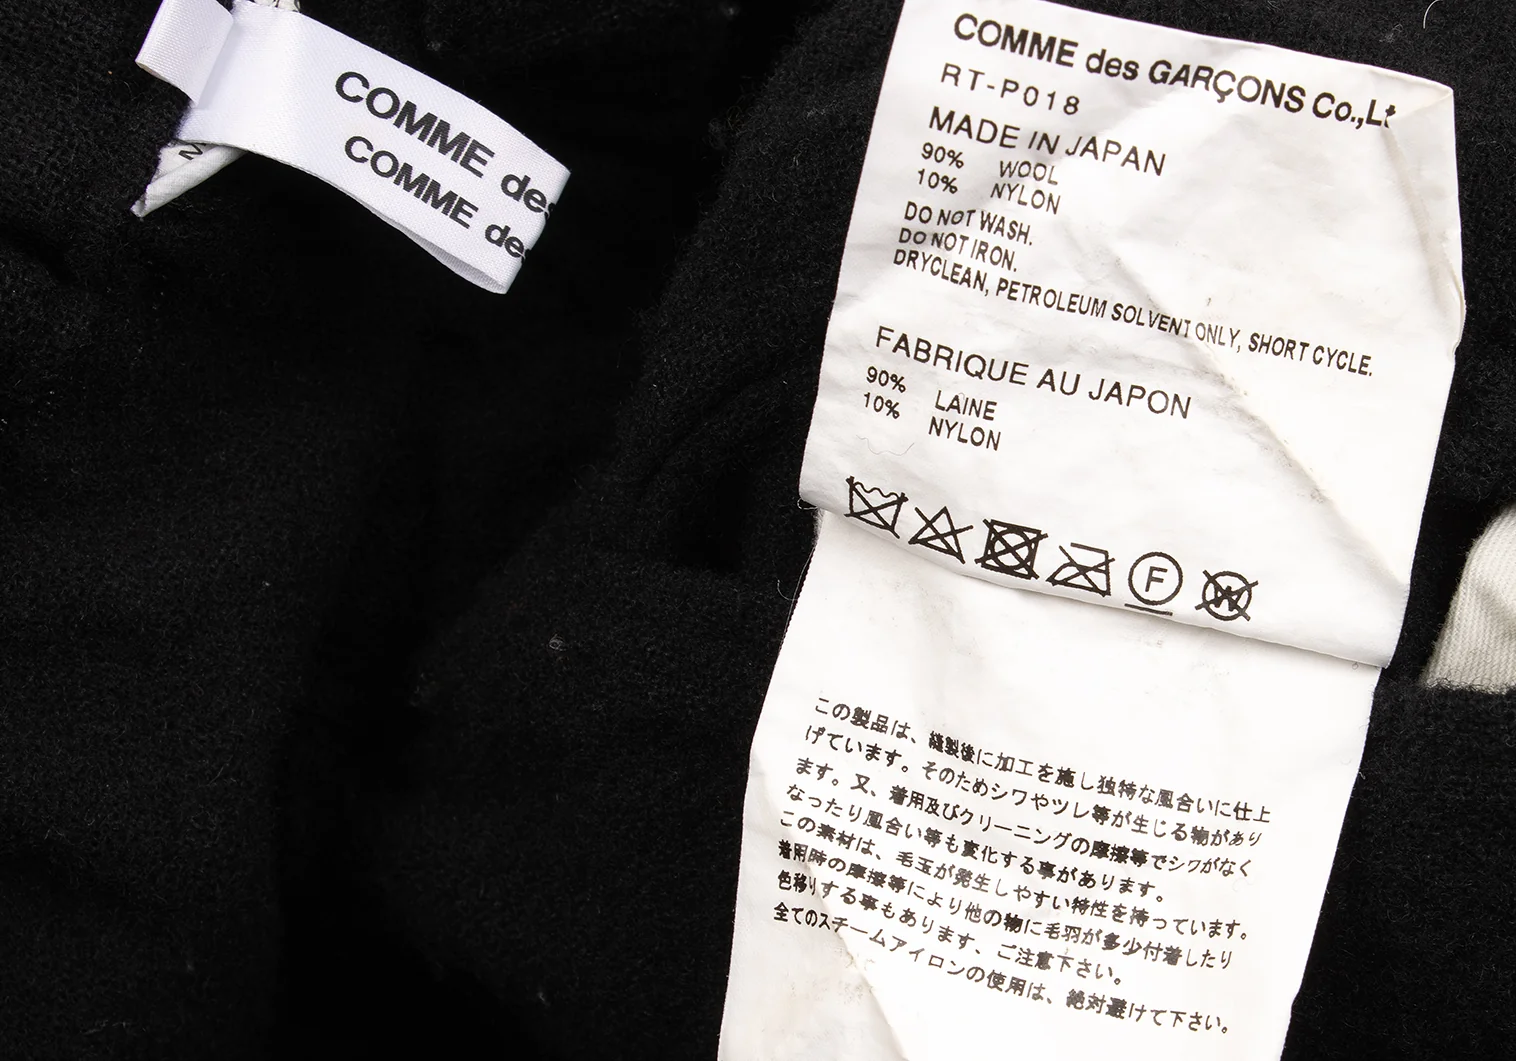 COMME des
COMME des
COMME des GARÇONS Co.,Lt
RT-P018
MADE IN JAPAN
90% WOOL
10% NYLON
DO NOT WASH.
DO NOT IRON.
DRYCLEAN, PETROLEUM SOLVENT ONLY, SHORT CYCLE.
FABRIQUE AU JAPON
90% LAINE
10% NYLON
F
W
この製品は、縫製後に加工を施し独特な風合いに仕上
げています。そのためシワやツレ等が生じる物があり
ます。又、着用及びクリーニングの摩擦等でシワがなく
なったり風合い等も変化する事があります。
この素材は、毛玉が発生しやすい特性を持っています。
着用時の摩擦等により他の物に毛羽が多少付着したり
色移りする事もあります、ご注意下さい。
全てのスチームアイロンの使用は、絶対避けて下さい。